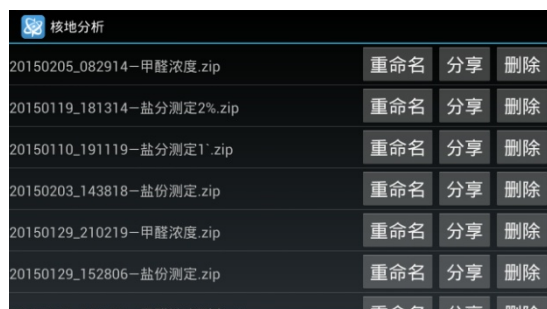 核地分析
20150205_082914-甲醛浓度.zip 重命名 分享 删除
20150119_181314-盐分测定2%.zip 重命名 分享 删除
20150110_191119-盐分测定1`.zip 重命名 分享 删除
20150203_143818-盐份测定.zip 重命名 分享 删除
20150129_210219-甲醛浓度.zip 重命名 分享 删除
20150129_152806-盐份测定.zip 重命名 分享 删除